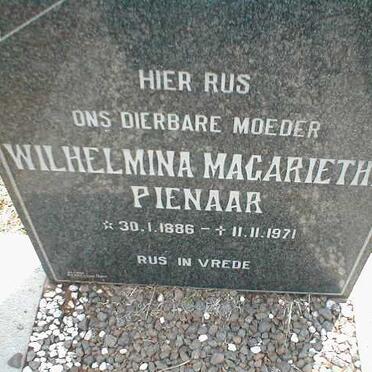 HIER RUS
ONS DIERBARE MOEDER
WILHELMINA MAGARIETH
PIENAAR
☆ 30.1.1886 – ✝ 11.11.1971
RUS IN VREDE